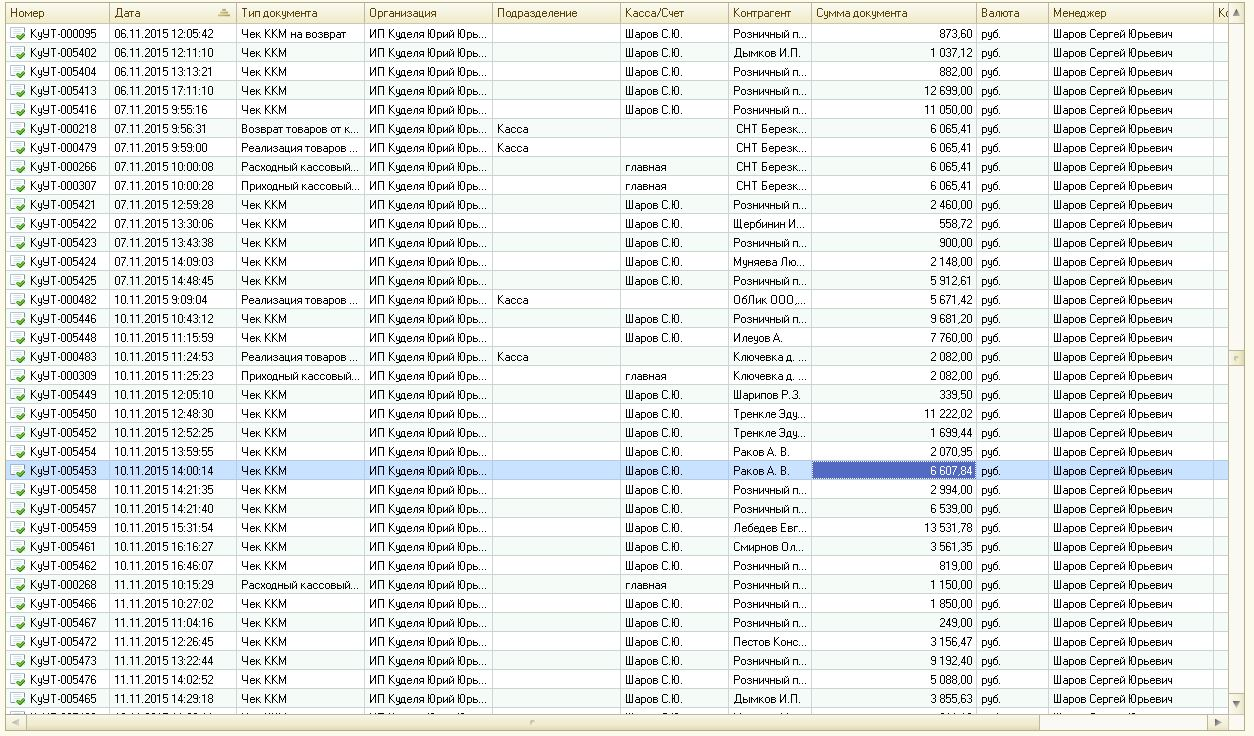 Номер Дата Тип документа Организация Подразделение Касса/Счет Контрагент Сумма документа Валюта Менеджер Ко
КуУТ-000095 06.11.2015 12:05:42 Чек ККМ на возврат ИП Куделя Юрий Юрь... Шаров С.Ю. Розничный п... 873,60 руб. Шаров Сергей Юрьевич
КуУТ-005402 06.11.2015 12:11:10 Чек ККМ ИП Куделя Юрий Юрь... Шаров С.Ю. Дымков И.П. 1 037,12 руб. Шаров Сергей Юрьевич
КуУТ-005404 06.11.2015 13:13:21 Чек ККМ ИП Куделя Юрий Юрь... Шаров С.Ю. Розничный п... 882,00 руб. Шаров Сергей Юрьевич
КуУТ-005413 06.11.2015 17:11:10 Чек ККМ ИП Куделя Юрий Юрь... Шаров С.Ю. Розничный п... 12 699,00 руб. Шаров Сергей Юрьевич
КуУТ-005416 07.11.2015 9:55:16 Чек ККМ ИП Куделя Юрий Юрь... Шаров С.Ю. Розничный п... 11 050,00 руб. Шаров Сергей Юрьевич
КуУТ-000218 07.11.2015 9:56:31 Возврат товаров от к... ИП Куделя Юрий Юрь... Касса СНТ Березк... 6 065,41 руб. Шаров Сергей Юрьевич
КуУТ-000479 07.11.2015 9:59:00 Реализация товаров ... ИП Куделя Юрий Юрь... Касса СНТ Березк... 6 065,41 руб. Шаров Сергей Юрьевич
КуУТ-000266 07.11.2015 10:00:08 Расходный кассовый... ИП Куделя Юрий Юрь... главная СНТ Березк... 6 065,41 руб. Шаров Сергей Юрьевич
КуУТ-000307 07.11.2015 10:00:28 Приходный кассовый... ИП Куделя Юрий Юрь... главная СНТ Березк... 6 065,41 руб. Шаров Сергей Юрьевич
КуУТ-005421 07.11.2015 12:59:28 Чек ККМ ИП Куделя Юрий Юрь... Шаров С.Ю. Розничный п... 2 460,00 руб. Шаров Сергей Юрьевич
КуУТ-005422 07.11.2015 13:30:06 Чек ККМ ИП Куделя Юрий Юрь... Шаров С.Ю. Щербинин И... 558,72 руб. Шаров Сергей Юрьевич
КуУТ-005423 07.11.2015 13:43:38 Чек ККМ ИП Куделя Юрий Юрь... Шаров С.Ю. Розничный п... 900,00 руб. Шаров Сергей Юрьевич
КуУТ-005424 07.11.2015 14:09:03 Чек ККМ ИП Куделя Юрий Юрь... Шаров С.Ю. Муняева Лю... 2 148,00 руб. Шаров Сергей Юрьевич
КуУТ-005425 07.11.2015 14:48:45 Чек ККМ ИП Куделя Юрий Юрь... Шаров С.Ю. Розничный п... 5 912,61 руб. Шаров Сергей Юрьевич
КуУТ-000482 10.11.2015 9:09:04 Реализация товаров ... ИП Куделя Юрий Юрь... Касса ОбЛик ООО,... 5 671,42 руб. Шаров Сергей Юрьевич
КуУТ-005446 10.11.2015 10:43:12 Чек ККМ ИП Куделя Юрий Юрь... Шаров С.Ю. Розничный п... 9 681,20 руб. Шаров Сергей Юрьевич
КуУТ-005448 10.11.2015 11:15:59 Чек ККМ ИП Куделя Юрий Юрь... Шаров С.Ю. Илеуов А. 7 760,00 руб. Шаров Сергей Юрьевич
КуУТ-000483 10.11.2015 11:24:53 Реализация товаров ... ИП Куделя Юрий Юрь... Касса Ключевка д. ... 2 082,00 руб. Шаров Сергей Юрьевич
КуУТ-000309 10.11.2015 11:25:23 Приходный кассовый... ИП Куделя Юрий Юрь... главная Ключевка д. ... 2 082,00 руб. Шаров Сергей Юрьевич
КуУТ-005449 10.11.2015 12:05:10 Чек ККМ ИП Куделя Юрий Юрь... Шаров С.Ю. Шарипов Р.З. 339,50 руб. Шаров Сергей Юрьевич
КуУТ-005450 10.11.2015 12:48:30 Чек ККМ ИП Куделя Юрий Юрь... Шаров С.Ю. Тренкле Эду... 11 222,02 руб. Шаров Сергей Юрьевич
КуУТ-005452 10.11.2015 12:52:25 Чек ККМ ИП Куделя Юрий Юрь... Шаров С.Ю. Тренкле Эду... 1 699,44 руб. Шаров Сергей Юрьевич
КуУТ-005454 10.11.2015 13:59:55 Чек ККМ ИП Куделя Юрий Юрь... Шаров С.Ю. Раков А. В. 2 070,95 руб. Шаров Сергей Юрьевич
КуУТ-005453 10.11.2015 14:00:14 Чек ККМ ИП Куделя Юрий Юрь... Шаров С.Ю. Раков А. В. 6 607,84 руб. Шаров Сергей Юрьевич
КуУТ-005458 10.11.2015 14:21:35 Чек ККМ ИП Куделя Юрий Юрь... Шаров С.Ю. Розничный п... 2 994,00 руб. Шаров Сергей Юрьевич
КуУТ-005457 10.11.2015 14:21:40 Чек ККМ ИП Куделя Юрий Юрь... Шаров С.Ю. Розничный п... 6 539,00 руб. Шаров Сергей Юрьевич
КуУТ-005459 10.11.2015 15:31:54 Чек ККМ ИП Куделя Юрий Юрь... Шаров С.Ю. Лебедев Евг... 13 531,78 руб. Шаров Сергей Юрьевич
КуУТ-005461 10.11.2015 16:16:27 Чек ККМ ИП Куделя Юрий Юрь... Шаров С.Ю. Смирнов Ол... 3 561,35 руб. Шаров Сергей Юрьевич
КуУТ-005462 10.11.2015 16:46:07 Чек ККМ ИП Куделя Юрий Юрь... Шаров С.Ю. Розничный п... 819,00 руб. Шаров Сергей Юрьевич
КуУТ-000268 11.11.2015 10:15:29 Расходный кассовый... ИП Куделя Юрий Юрь... главная Розничный п... 1 150,00 руб. Шаров Сергей Юрьевич
КуУТ-005466 11.11.2015 10:27:02 Чек ККМ ИП Куделя Юрий Юрь... Шаров С.Ю. Розничный п... 1 850,00 руб. Шаров Сергей Юрьевич
КуУТ-005467 11.11.2015 11:04:16 Чек ККМ ИП Куделя Юрий Юрь... Шаров С.Ю. Розничный п... 249,00 руб. Шаров Сергей Юрьевич
КуУТ-005472 11.11.2015 12:26:45 Чек ККМ ИП Куделя Юрий Юрь... Шаров С.Ю. Пестов Конс... 3 156,47 руб. Шаров Сергей Юрьевич
КуУТ-005473 11.11.2015 13:22:44 Чек ККМ ИП Куделя Юрий Юрь... Шаров С.Ю. Розничный п... 9 192,40 руб. Шаров Сергей Юрьевич
КуУТ-005476 11.11.2015 14:02:52 Чек ККМ ИП Куделя Юрий Юрь... Шаров С.Ю. Розничный п... 5 088,00 руб. Шаров Сергей Юрьевич
КуУТ-005465 11.11.2015 14:29:18 Чек ККМ ИП Куделя Юрий Юрь... Шаров С.Ю. Дымков И.П. 3 855,63 руб. Шаров Сергей Юрьевич